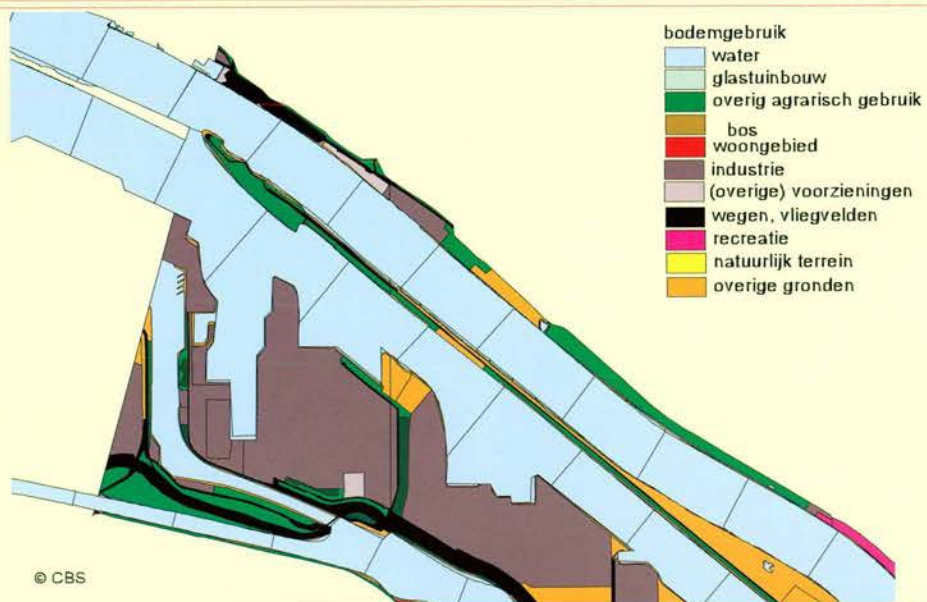 bodemgebruik
water
glastuinbouw
overig agrarisch gebruik
bos
woongebied
industrie
(overige) voorzieningen
wegen, vliegvelden
recreatie
natuurlijk terrein
overige gronden
© CBS